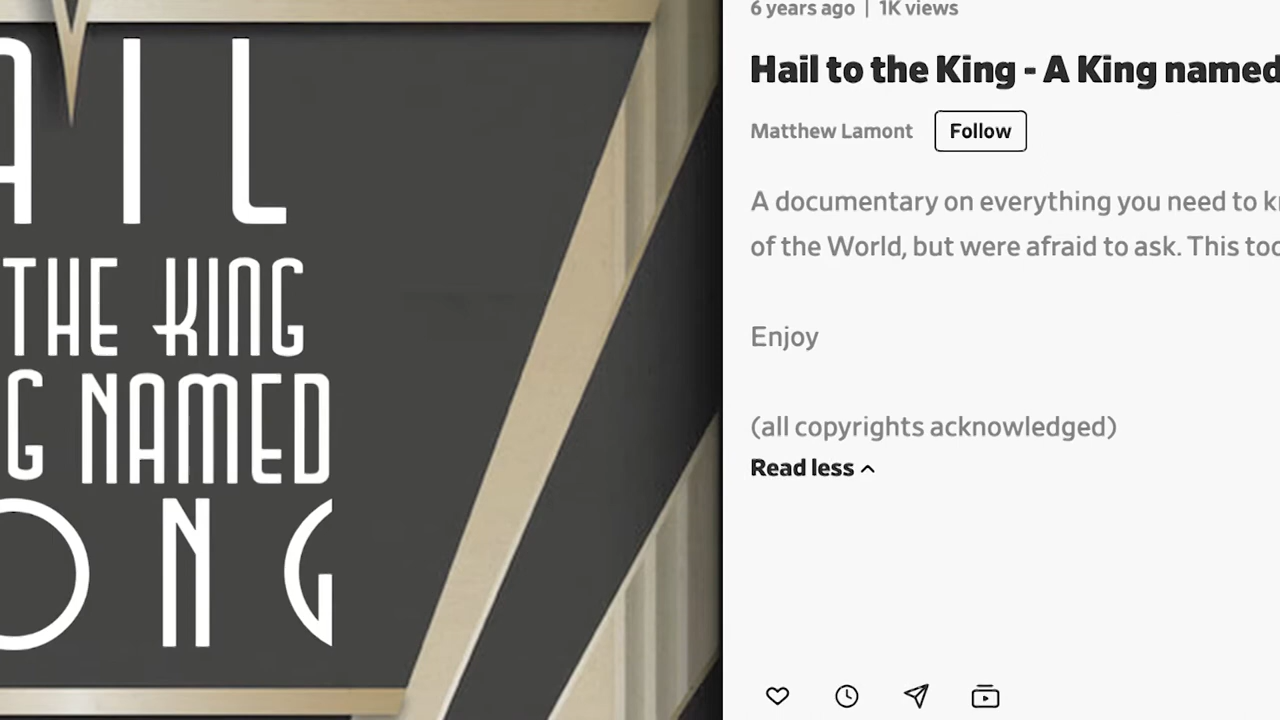 AIL
THE KING
G NAMED
ONG
6 years ago | 1K views
Hail to the King - A King named
Matthew Lamont
Follow
A documentary on everything you need to k
of the World, but were afraid to ask. This too
Enjoy
(all copyrights acknowledged)
Read less